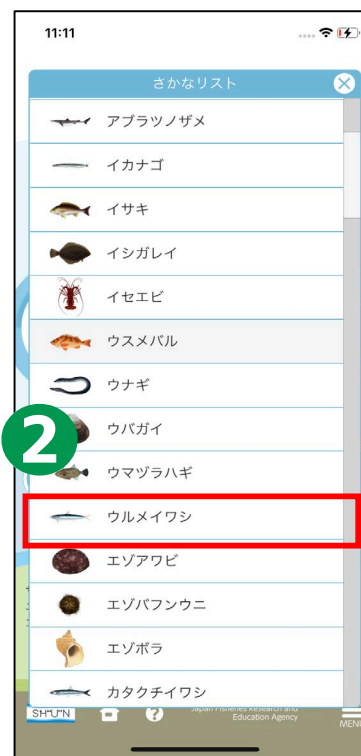 11:11
さかなリスト
アブラツノザメ
イカナゴ
イサキ
イシガレイ
イセエビ
ウスメバル
ウナギ
2
ウバガイ
ウマヅラハギ
ウルメイワシ
エゾアワビ
エゾバフンウニ
エゾボラ
カタクチイワシ
SH"U"N
?
Japan Fisheries Research and
Education Agency
MENU